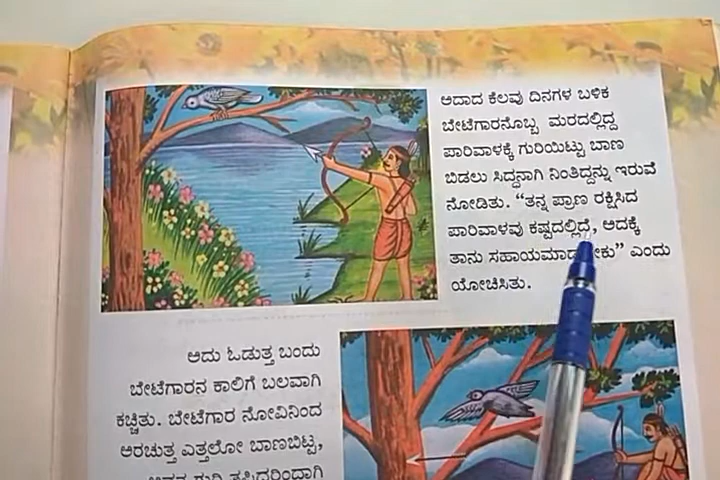 ಅದಾದ ಕೆಲವು ದಿನಗಳ ಬಳಿಕ
ಬೇಟೆಗಾರನೊಬ್ಬ ಮರದಲ್ಲಿದ್ದ
ಪಾರಿವಾಳಕ್ಕೆ ಗುರಿಯಿಟ್ಟು ಬಾಣ
ಬಿಡಲು ಸಿದ್ಧನಾಗಿ ನಿಂತಿದ್ದನ್ನು ಇರುವೆ
ನೋಡಿತು. “ತನ್ನ ಪ್ರಾಣ ರಕ್ಷಿಸಿದ
ಪಾರಿವಾಳವು ಕಷ್ಟದಲ್ಲಿದೆ, ಅದಕ್ಕೆ
ತಾನು ಎಂದು
ಯೋಚಿಸಿತು.
ಅದು ಓಡುತ್ತ ಬಂದು
ಬೇಟೆಗಾರನ ಕಾಲಿಗೆ ಬಲವಾಗಿ
ಕಚ್ಚಿತು. ಬೇಟೆಗಾರ ನೋವಿನಿಂದ
ಅರಚುತ್ತ ಎತ್ತಲೋ ಬಾಣಬಿಟ್ಟ,